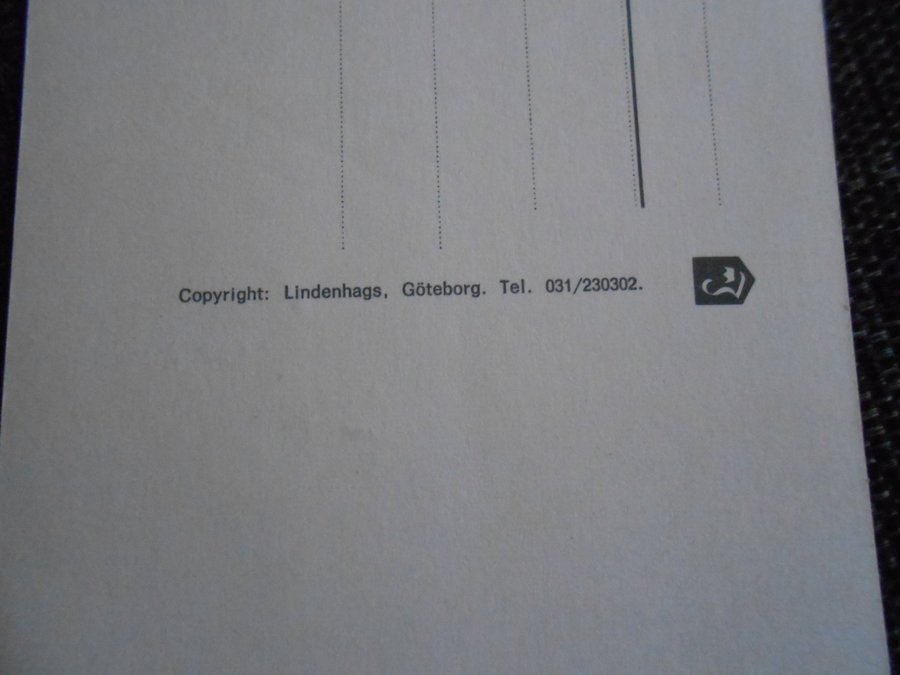 Copyright: Lindenhags, Göteborg. Tel. 031/230302.